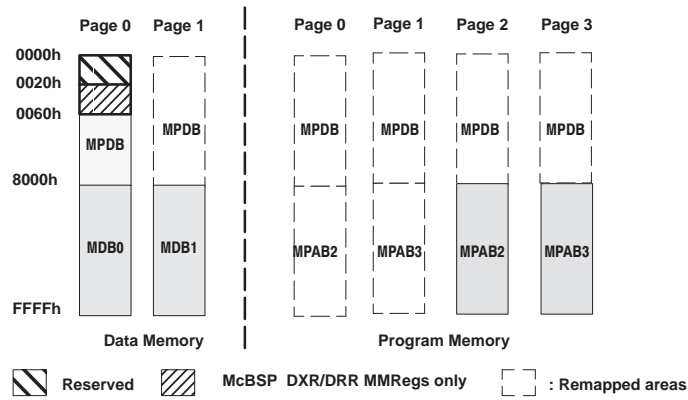 Page 0 Page 1 Page 0 Page 1 Page 2 Page 3
0000h
0020h
0060h
MPDB MPDB MPDB MPDB MPDB MPDB
8000h
MDB0 MDB1 MPAB2 MPAB3 MPAB2 MPAB3
FFFFh
Data Memory Program Memory
Reserved McBSP DXR/DRR MMRegs only : Remapped areas